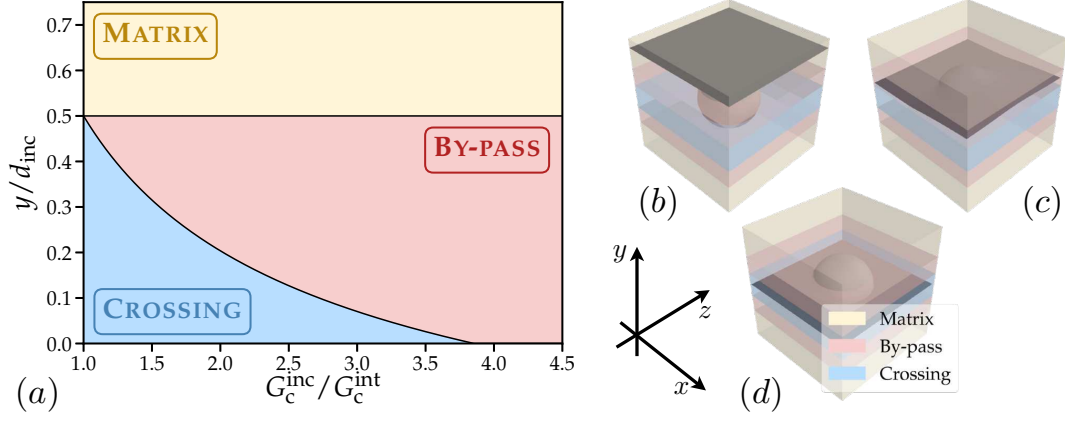 0.7
0.6
0.5
0.4
0.3
0.2
0.1
0.0
y/d_inc
MATRIX
BY-PASS
CROSSING
1.0 1.5 2.0 2.5 3.0 3.5 4.0 4.5
G_c^inc/G_c^int
(a)
(b)
(c)
y
z
x
Matrix
By-pass
Crossing
(d)